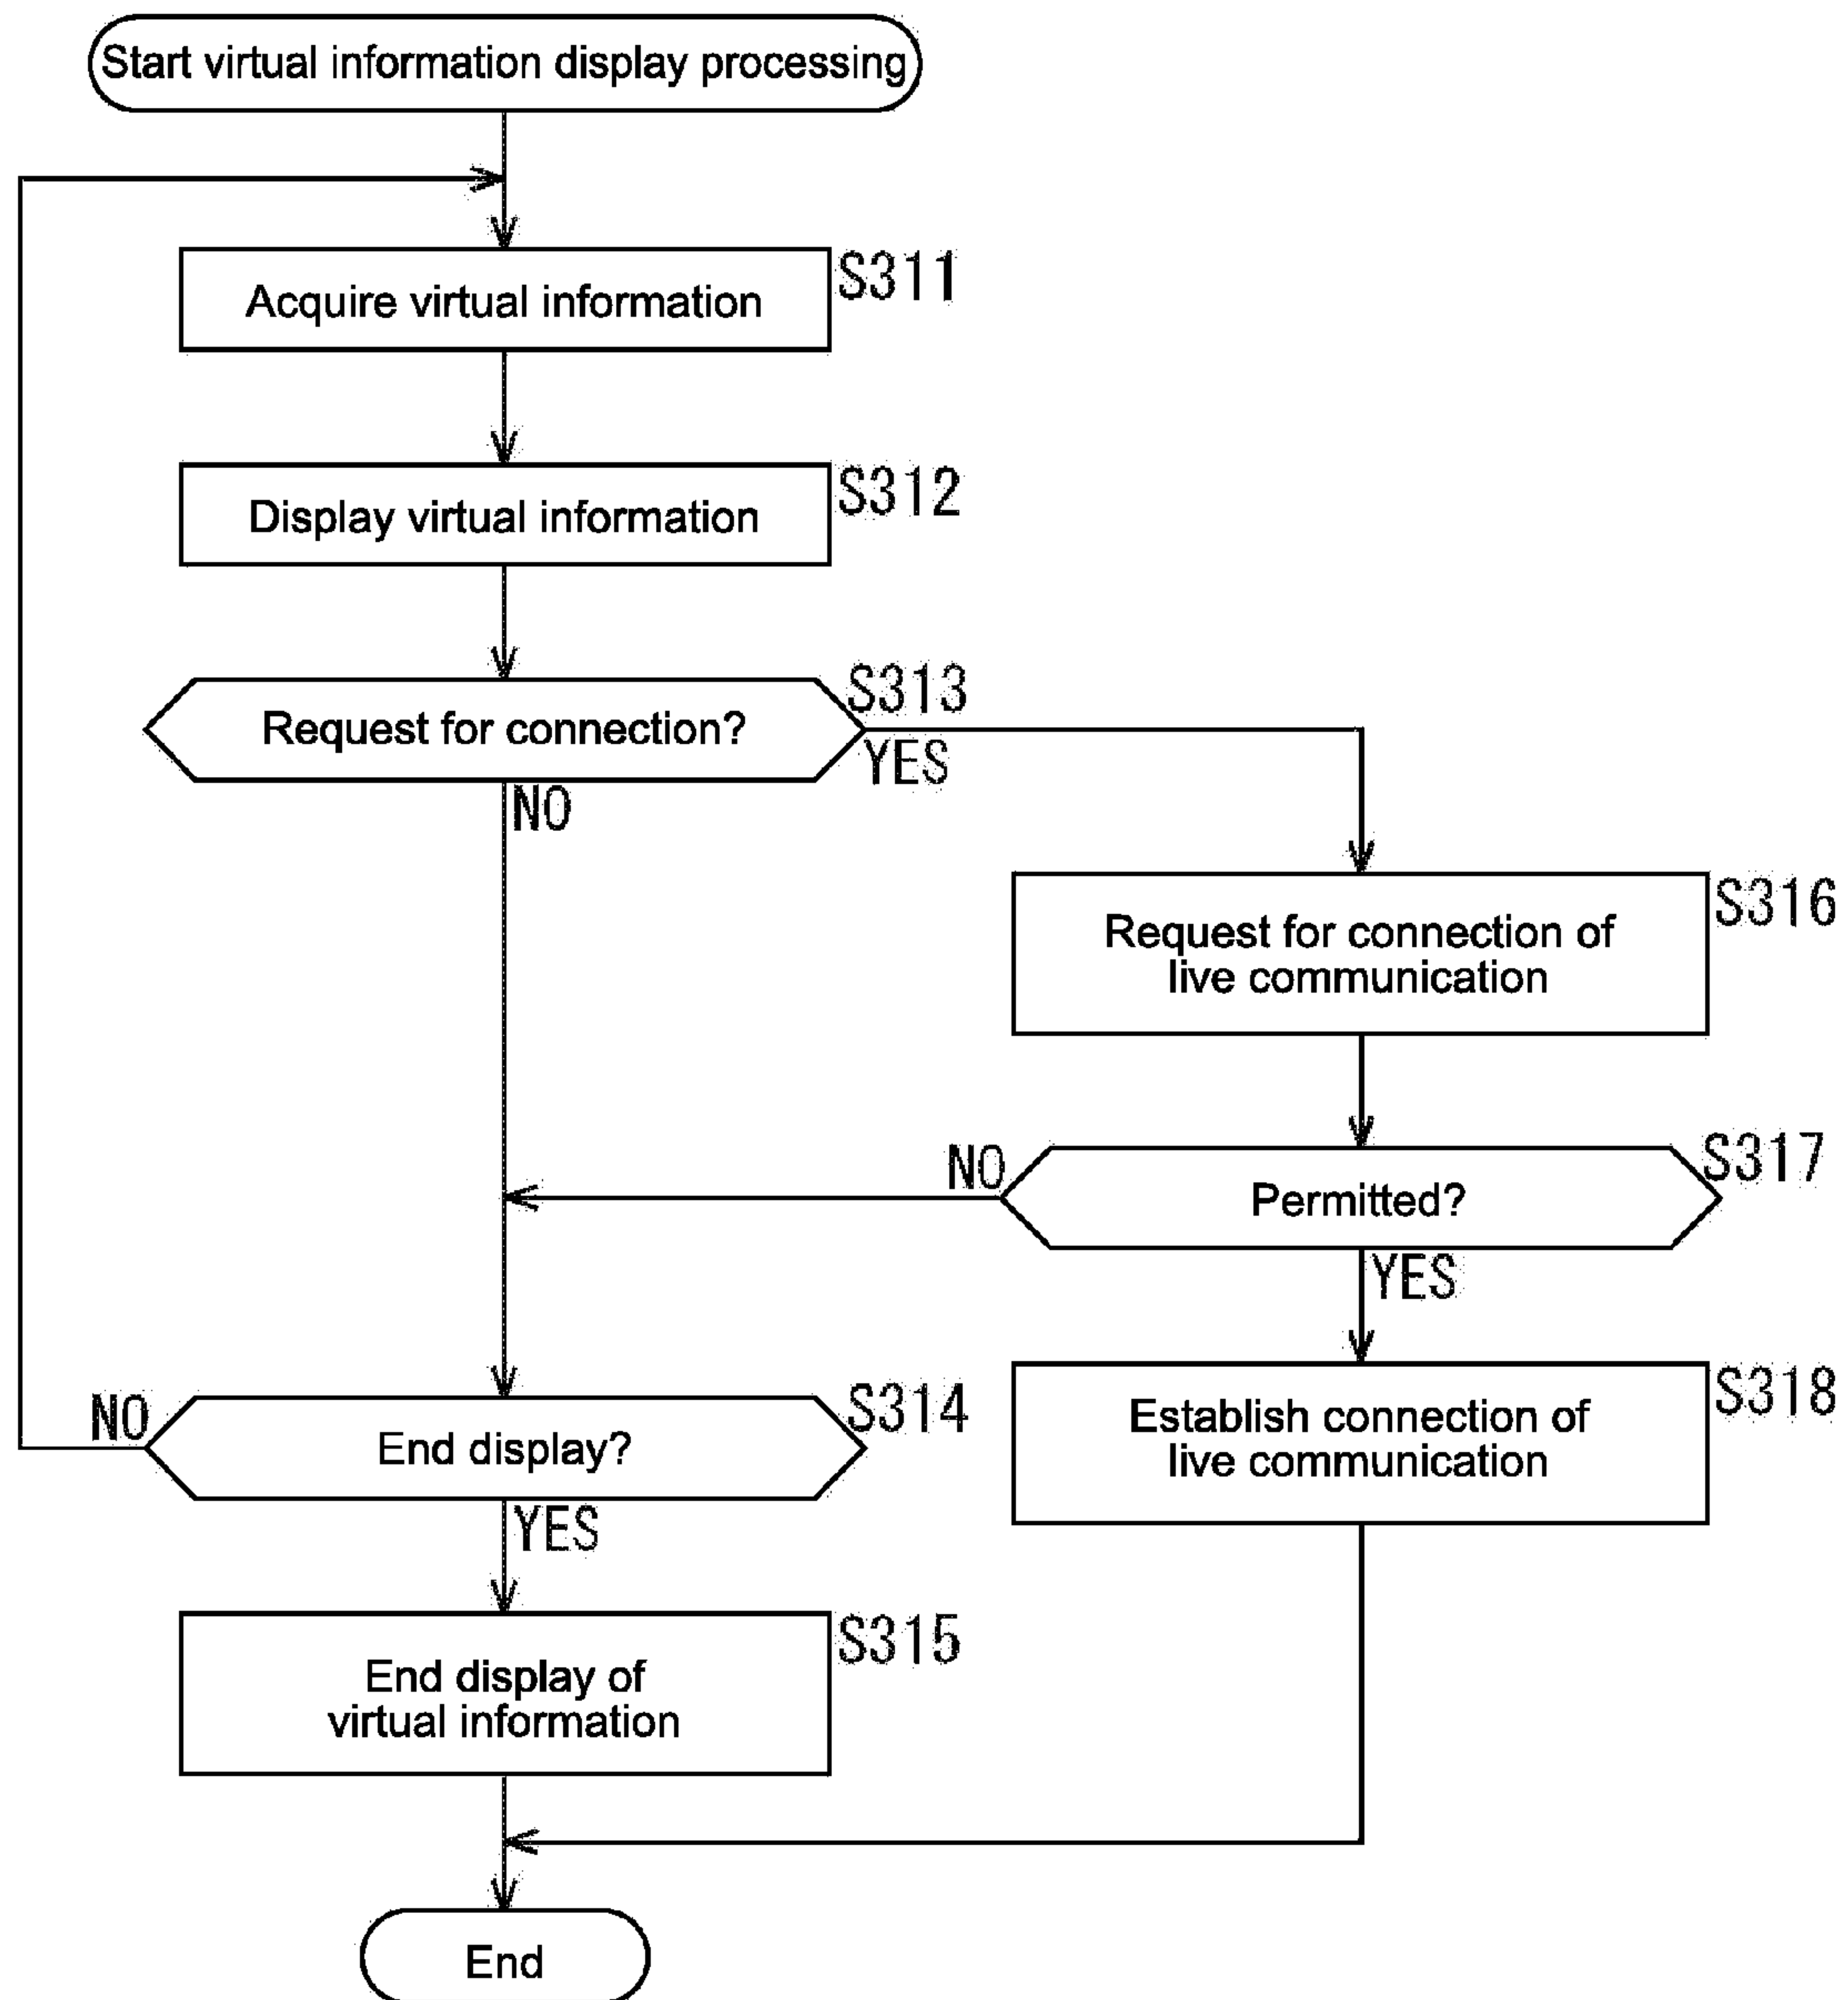 Start virtual information display processing
Acquire virtual information
S311
Display virtual information
S312
Request for connection?
S313
YES
NO
Request for connection of
live communication
S316
Permitted?
S317
NO
YES
End display?
S314
NO
YES
Establish connection of
live communication
S318
End display of
virtual information
S315
End